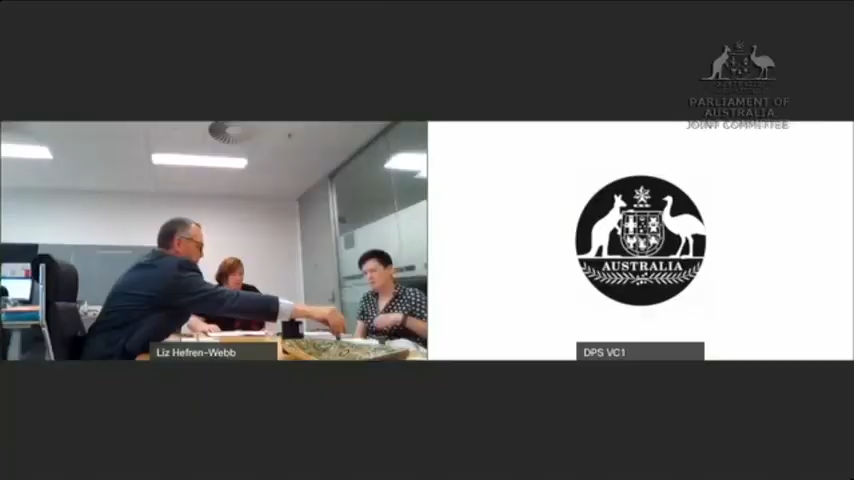 PARLIAMENT OF
AUSTRALIA
JOINT COMMITTEE
AUSTRALIA
Liz Hefren-Webb
DPS VC1